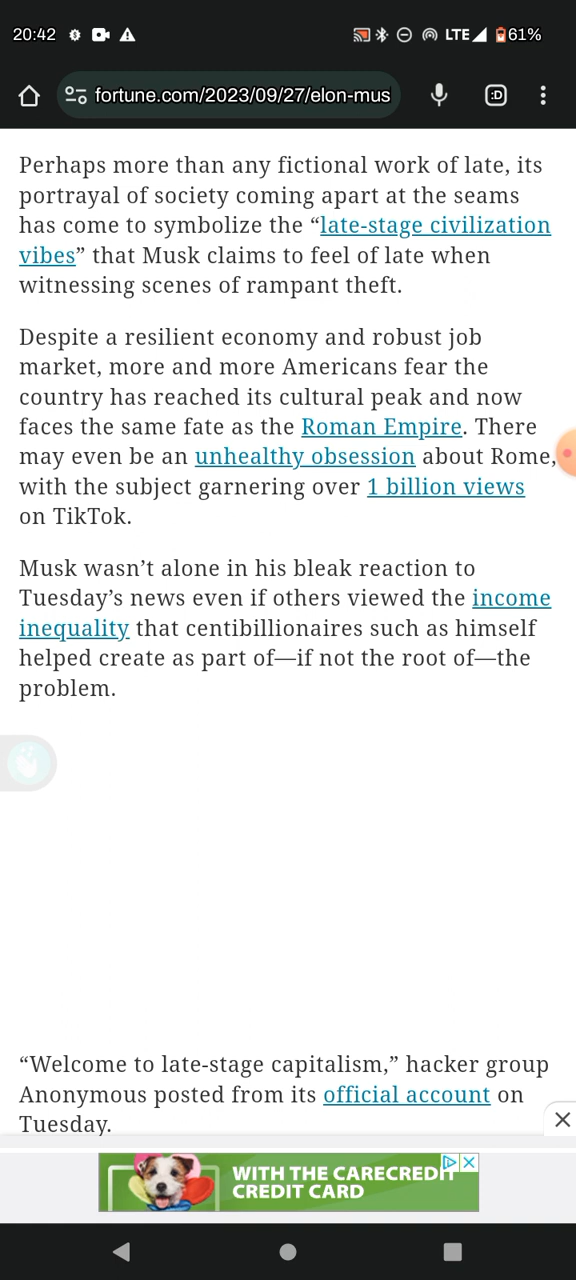 20:42
LTE
61%
fortune.com/2023/09/27/elon-mus
:D
Perhaps more than any fictional work of late, its
portrayal of society coming apart at the seams
has come to symbolize the “late-stage civilization
vibes” that Musk claims to feel of late when
witnessing scenes of rampant theft.
Despite a resilient economy and robust job
market, more and more Americans fear the
country has reached its cultural peak and now
faces the same fate as the Roman Empire. There
may even be an unhealthy obsession about Rome,
with the subject garnering over 1 billion views
on TikTok.
Musk wasn’t alone in his bleak reaction to
Tuesday’s news even if others viewed the income
inequality that centibillionaires such as himself
helped create as part of—if not the root of—the
problem.
“Welcome to late-stage capitalism,” hacker group
Anonymous posted from its official account on
Tuesday.
WITH THE CARECREDIT
CREDIT CARD